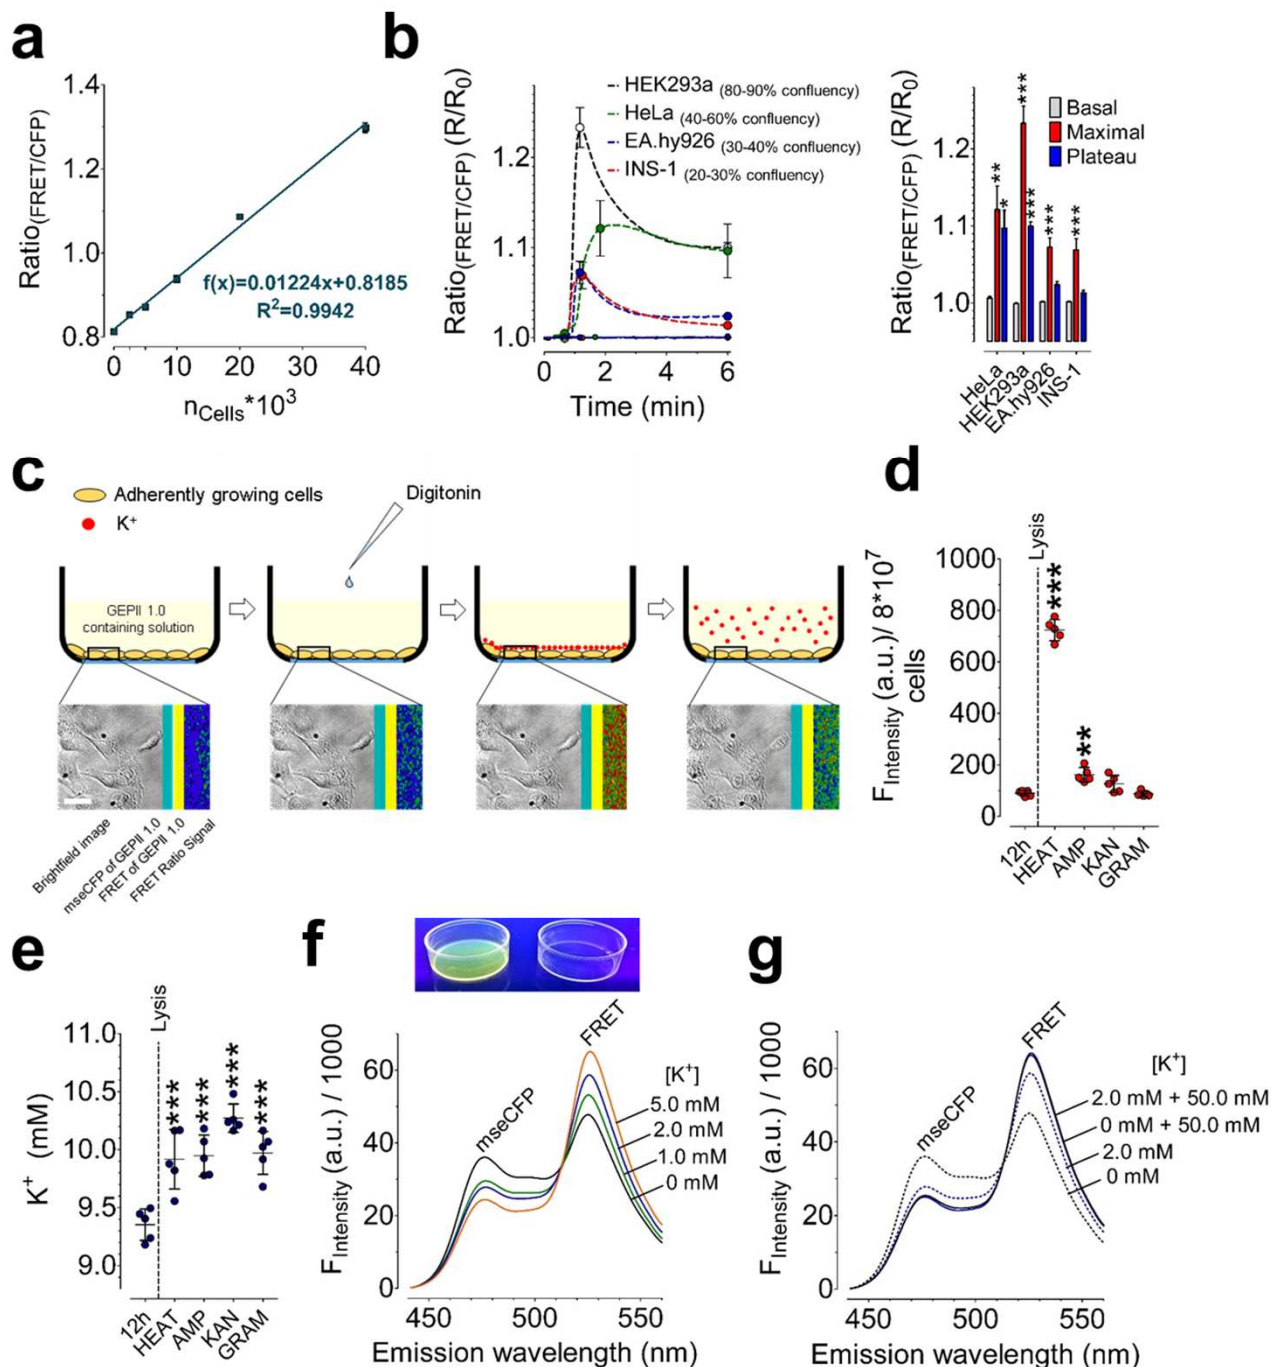 a
Ratio(FRET/CFP)
1.4
1.2
1.0
0.8
f(x)=0.01224x+0.8185
R²=0.9942
0 10 20 30 40
nCells*10³
b
Ratio(FRET/CFP) (R/R0)
1.2
1.1
1.0
HEK293a (80-90% confluency)
HeLa (40-60% confluency)
EA.hy926 (30-40% confluency)
INS-1 (20-30% confluency)
0 2 4 6
Time (min)
Ratio(FRET/CFP) (R/R0)
1.2
1.1
1.0
Basal
Maximal
Plateau
** * *** *** *** ***
HeLa
HEK293a
EA.hy926
INS-1
c
Adherently growing cells
K⁺
Digitonin
GEPII 1.0
containing solution
Brightfield image
mseCFP of GEPII 1.0
FRET of GEPII 1.0
FRET Ratio Signal
d
FIntensity (a.u.)/ 8*10⁷
cells
Lysis
1000
800
600
400
200
0
***
**
12h
HEAT
AMP
KAN
GRAM
e
K⁺ (mM)
Lysis
11.0
10.5
10.0
9.5
9.0
*** *** *** ***
12h
HEAT
AMP
KAN
GRAM
f
FIntensity (a.u.) / 1000
60
40
20
0
mseCFP
FRET
[K⁺]
5.0 mM
2.0 mM
1.0 mM
0 mM
450 500 550
Emission wavelength (nm)
g
FIntensity (a.u.) / 1000
60
40
20
0
mseCFP
FRET
[K⁺]
2.0 mM + 50.0 mM
0 mM + 50.0 mM
2.0 mM
0 mM
450 500 550
Emission wavelength (nm)